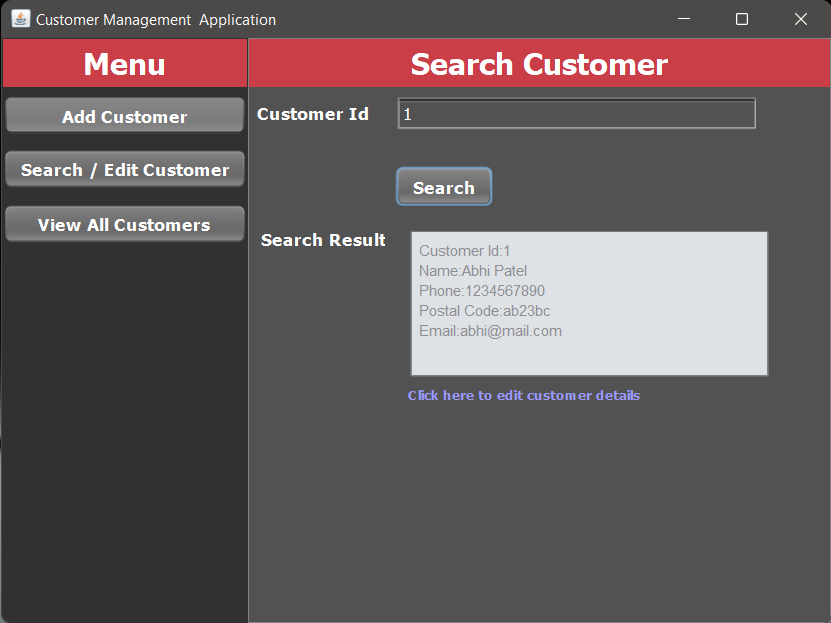 Customer Management  Application
Menu
Add Customer
Search / Edit Customer
View All Customers
Search Customer
Customer Id
1
Search
Search Result
Customer Id:1
Name:Abhi Patel
Phone:1234567890
Postal Code:ab23bc
Email:abhi@mail.com
Click here to edit customer details